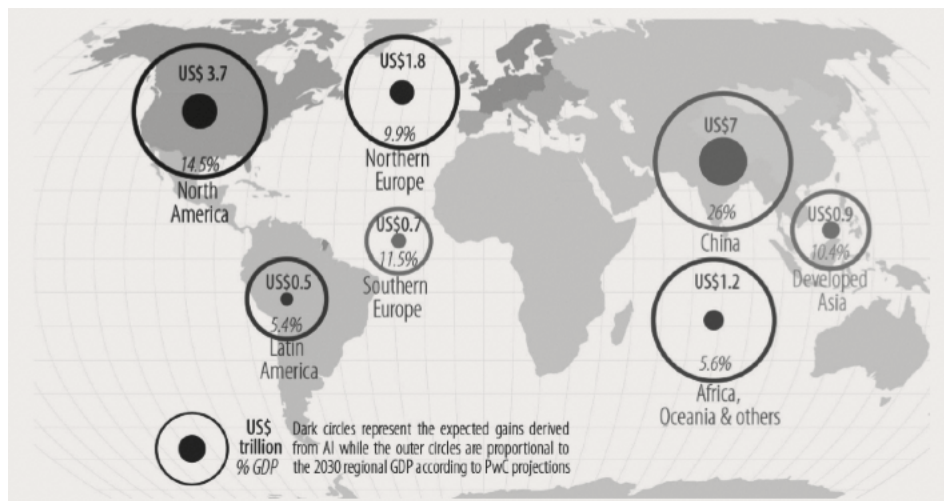 US$ 3.7
14.5%
North
America
US$1.8
9.9%
Northern
Europe
US$0.7
11.5%
Southern
Europe
US$0.5
5.4%
Latin
America
US$7
26%
China
US$0.9
10.4%
Developed
Asia
US$1.2
5.6%
Africa,
Oceania & others
US$
trillion
% GDP
Dark circles represent the expected gains derived
from AI while the outer circles are proportional to
the 2030 regional GDP according to PwC projections